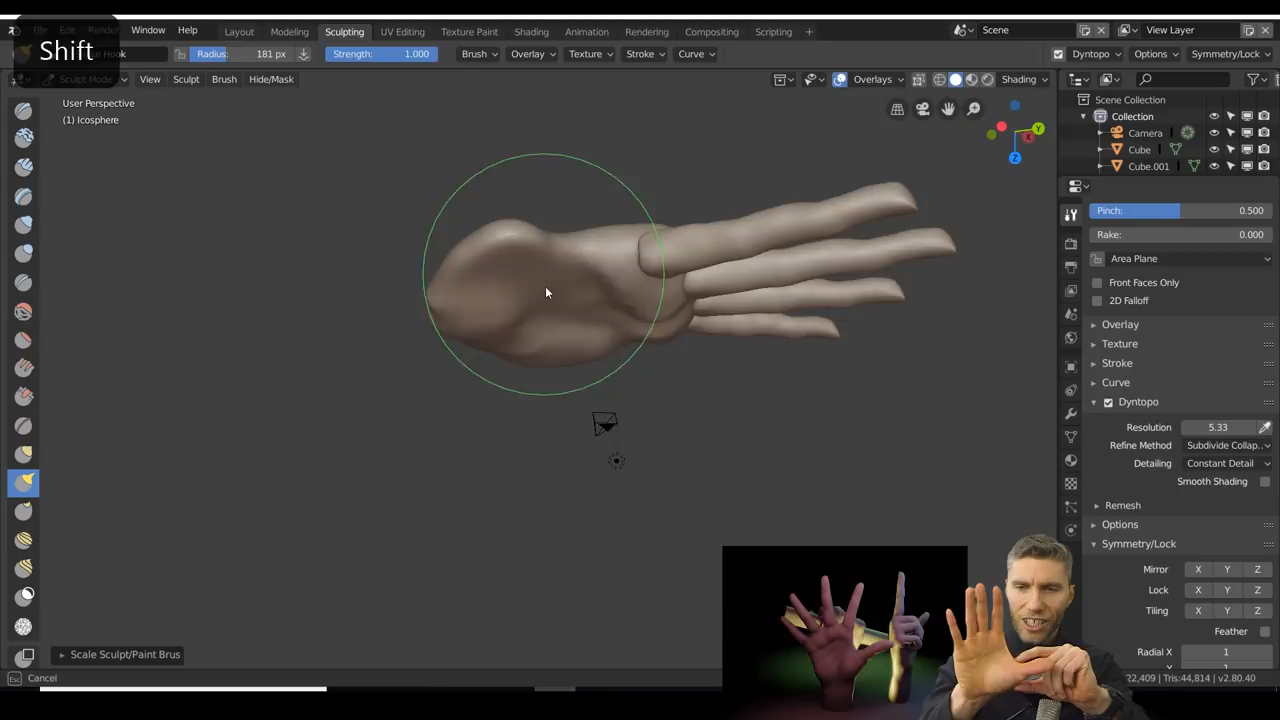 Shift
Window Help Layout Modeling Sculpting UV Editing Texture Paint Shading Animation Rendering Compositing Scripting + Scene View Layer
Hook Radius: 181 px Strength: 1.000 Brush Overlay Texture Stroke Curve Dyntopo Options Symmetry/Lock
Sculpt Mode View Sculpt Brush Hide/Mask Overlays Shading
User Perspective
(1) Icosphere
Scene Collection
Collection
Camera
Cube
Cube.001
Pinch: 0.500
Rake: 0.000
Area Plane
Front Faces Only
2D Falloff
Overlay
Texture
Stroke
Curve
Dyntopo
Resolution 5.33
Refine Method Subdivide Collap..
Detailing Constant Detail
Smooth Shading
Remesh
Options
Symmetry/Lock
Mirror X Y Z
Lock X Y Z
Tiling X Y Z
Feather
Radial X 1
Y 1
X
Y
Z
Scale Sculpt/Paint Brus
Esc Cancel
22,409 | Tris:44,814 | v2.80.40